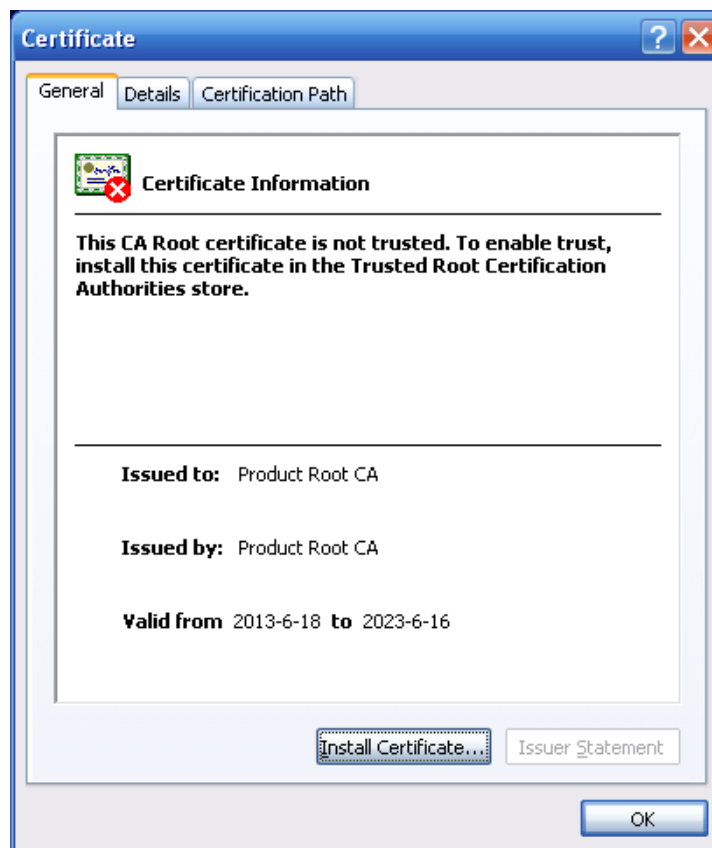 Certificate
General Details Certification Path
Certificate Information
This CA Root certificate is not trusted. To enable trust,
install this certificate in the Trusted Root Certification
Authorities store.
Issued to: Product Root CA
Issued by: Product Root CA
Valid from 2013-6-18 to 2023-6-16
Install Certificate... Issuer Statement
OK